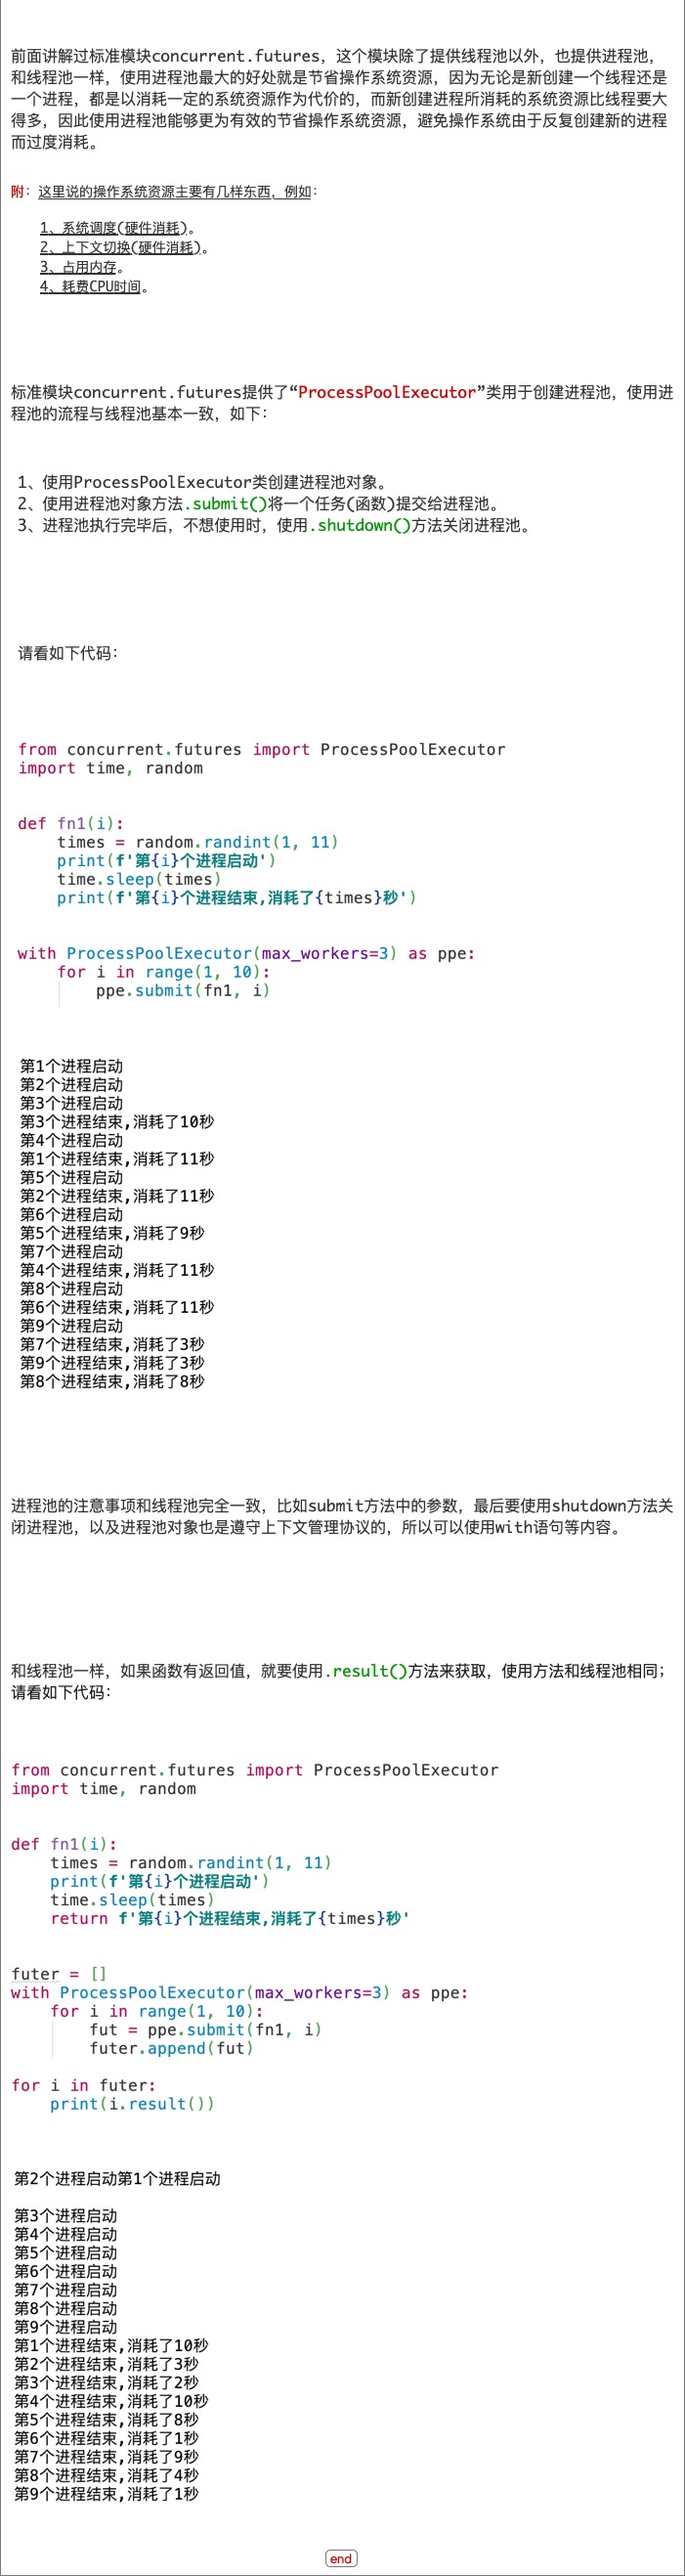 前面讲解过标准模块concurrent.futures，这个模块除了提供线程池以外，也提供进程池，
和线程池一样，使用进程池最大的好处就是节省操作系统资源，因为无论是新创建一个线程还是
一个进程，都是以消耗一定的系统资源作为代价的，而新创建进程所消耗的系统资源比线程要大
得多，因此使用进程池能够更为有效的节省操作系统资源，避免操作系统由于反复创建新的进程
而过度消耗。
附：这里说的操作系统资源主要有几样东西，例如：
1、系统调度(硬件消耗)。
2、上下文切换(硬件消耗)。
3、占用内存。
4、耗费CPU时间。
标准模块concurrent.futures提供了“ProcessPoolExecutor”类用于创建进程池，使用进
程池的流程与线程池基本一致，如下：
1、使用ProcessPoolExecutor类创建进程池对象。
2、使用进程池对象方法.submit()将一个任务(函数)提交给进程池。
3、进程池执行完毕后，不想使用时，使用.shutdown()方法关闭进程池。
请看如下代码：
from concurrent.futures import ProcessPoolExecutor
import time, random
def fn1(i):
    times = random.randint(1, 11)
    print(f'第{i}个进程启动')
    time.sleep(times)
    print(f'第{i}个进程结束,消耗了{times}秒')
with ProcessPoolExecutor(max_workers=3) as ppe:
    for i in range(1, 10):
        ppe.submit(fn1, i)
第1个进程启动
第2个进程启动
第3个进程启动
第3个进程结束,消耗了10秒
第4个进程启动
第1个进程结束,消耗了11秒
第5个进程启动
第2个进程结束,消耗了11秒
第6个进程启动
第5个进程结束,消耗了9秒
第7个进程启动
第4个进程结束,消耗了11秒
第8个进程启动
第6个进程结束,消耗了11秒
第9个进程启动
第7个进程结束,消耗了3秒
第9个进程结束,消耗了3秒
第8个进程结束,消耗了8秒
进程池的注意事项和线程池完全一致，比如submit方法中的参数，最后要使用shutdown方法关
闭进程池，以及进程池对象也是遵守上下文管理协议的，所以可以使用with语句等内容。
和线程池一样，如果函数有返回值，就要使用.result()方法来获取，使用方法和线程池相同；
请看如下代码：
from concurrent.futures import ProcessPoolExecutor
import time, random
def fn1(i):
    times = random.randint(1, 11)
    print(f'第{i}个进程启动')
    time.sleep(times)
    return f'第{i}个进程结束,消耗了{times}秒'
futer = []
with ProcessPoolExecutor(max_workers=3) as ppe:
    for i in range(1, 10):
        fut = ppe.submit(fn1, i)
        futer.append(fut)
for i in futer:
    print(i.result())
第2个进程启动第1个进程启动
第3个进程启动
第4个进程启动
第5个进程启动
第6个进程启动
第7个进程启动
第8个进程启动
第9个进程启动
第1个进程结束,消耗了10秒
第2个进程结束,消耗了3秒
第3个进程结束,消耗了2秒
第4个进程结束,消耗了10秒
第5个进程结束,消耗了8秒
第6个进程结束,消耗了1秒
第7个进程结束,消耗了9秒
第8个进程结束,消耗了4秒
第9个进程结束,消耗了1秒
end